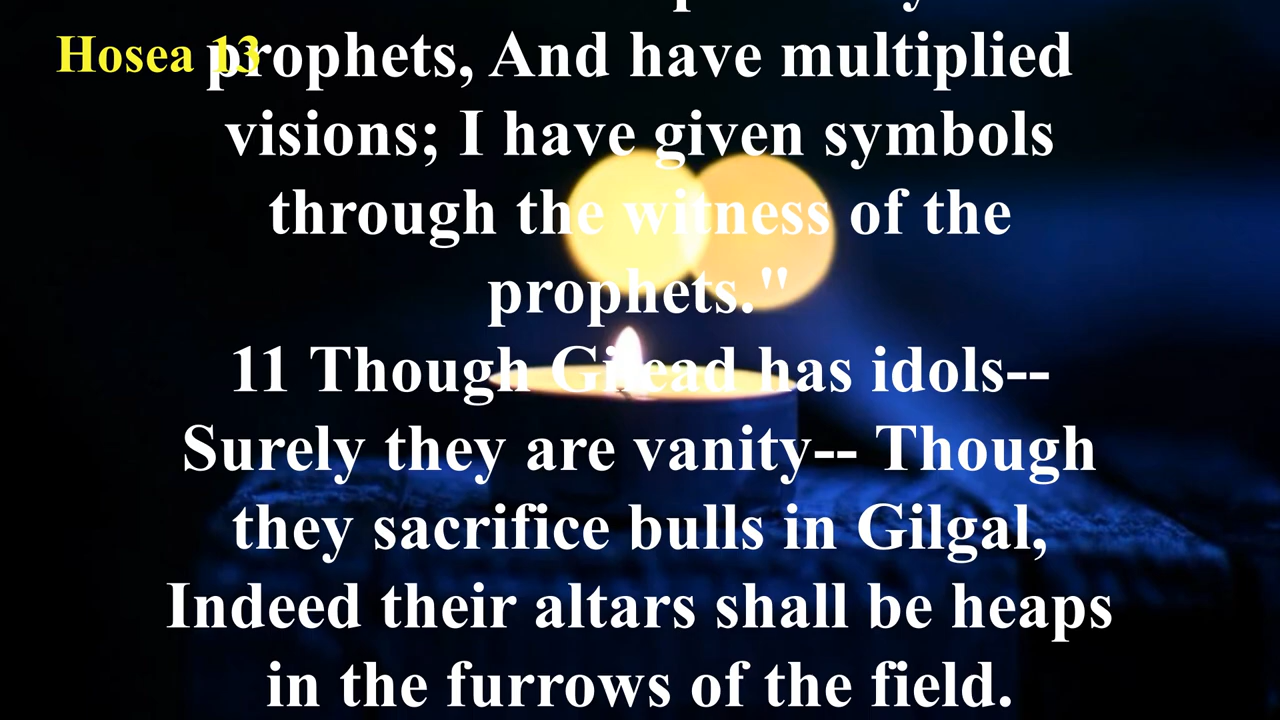 Hosea 13
prophets, And have multiplied
visions; I have given symbols
through the witness of the
prophets."
11 Though Gilead has idols--
Surely they are vanity-- Though
they sacrifice bulls in Gilgal,
Indeed their altars shall be heaps
in the furrows of the field.